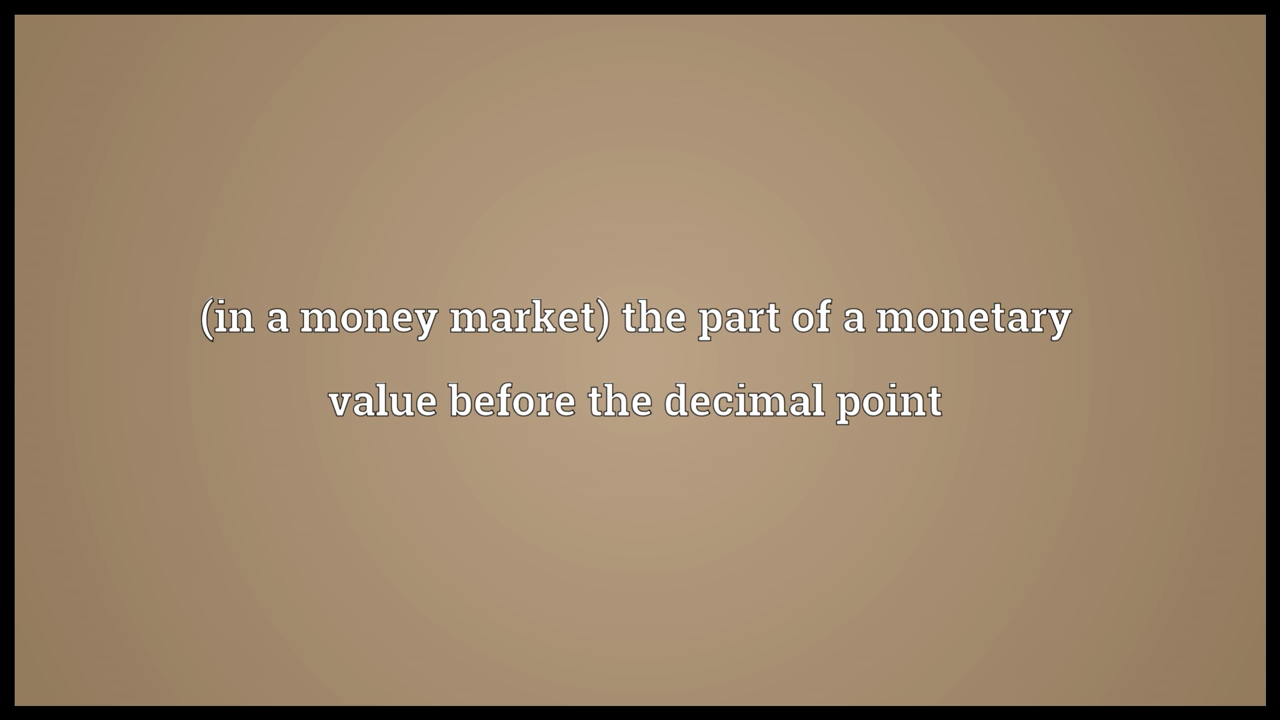 (in a money market) the part of a monetary
value before the decimal point